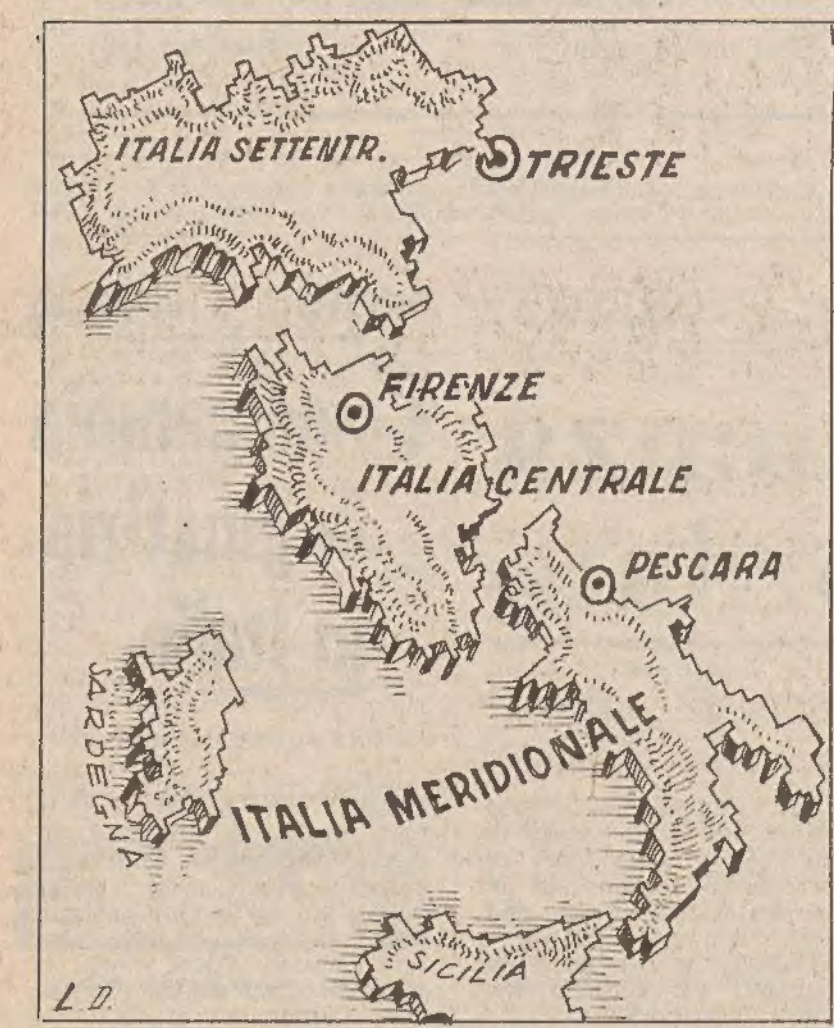 ITALIA SETTENTR.
TRIESTE
FIRENZE
ITALIA CENTRALE
PESCARA
SARDEGNA
ITALIA MERIDIONALE
SICILIA
L.D.